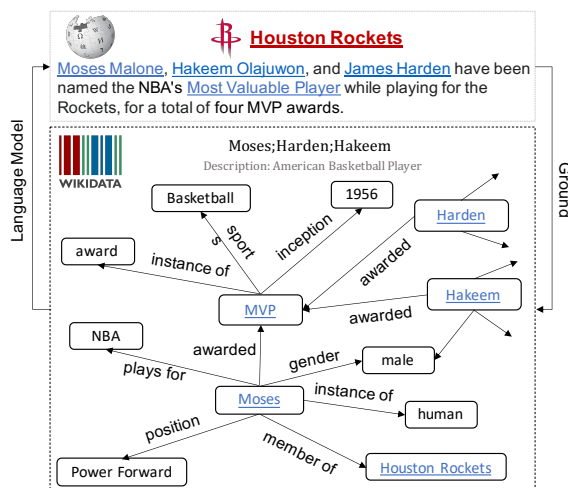 Houston Rockets
Moses Malone, Hakeem Olajuwon, and James Harden have been
named the NBA's Most Valuable Player while playing for the
Rockets, for a total of four MVP awards.
Language Model
Ground
WIKIDATA
Moses;Harden;Hakeem
Description: American Basketball Player
Basketball
1956
Harden
sport
s
inception
award
instance of
awarded
Hakeem
MVP
awarded
NBA
awarded
gender
male
plays for
instance of
Moses
human
position
member of
Power Forward
Houston Rockets